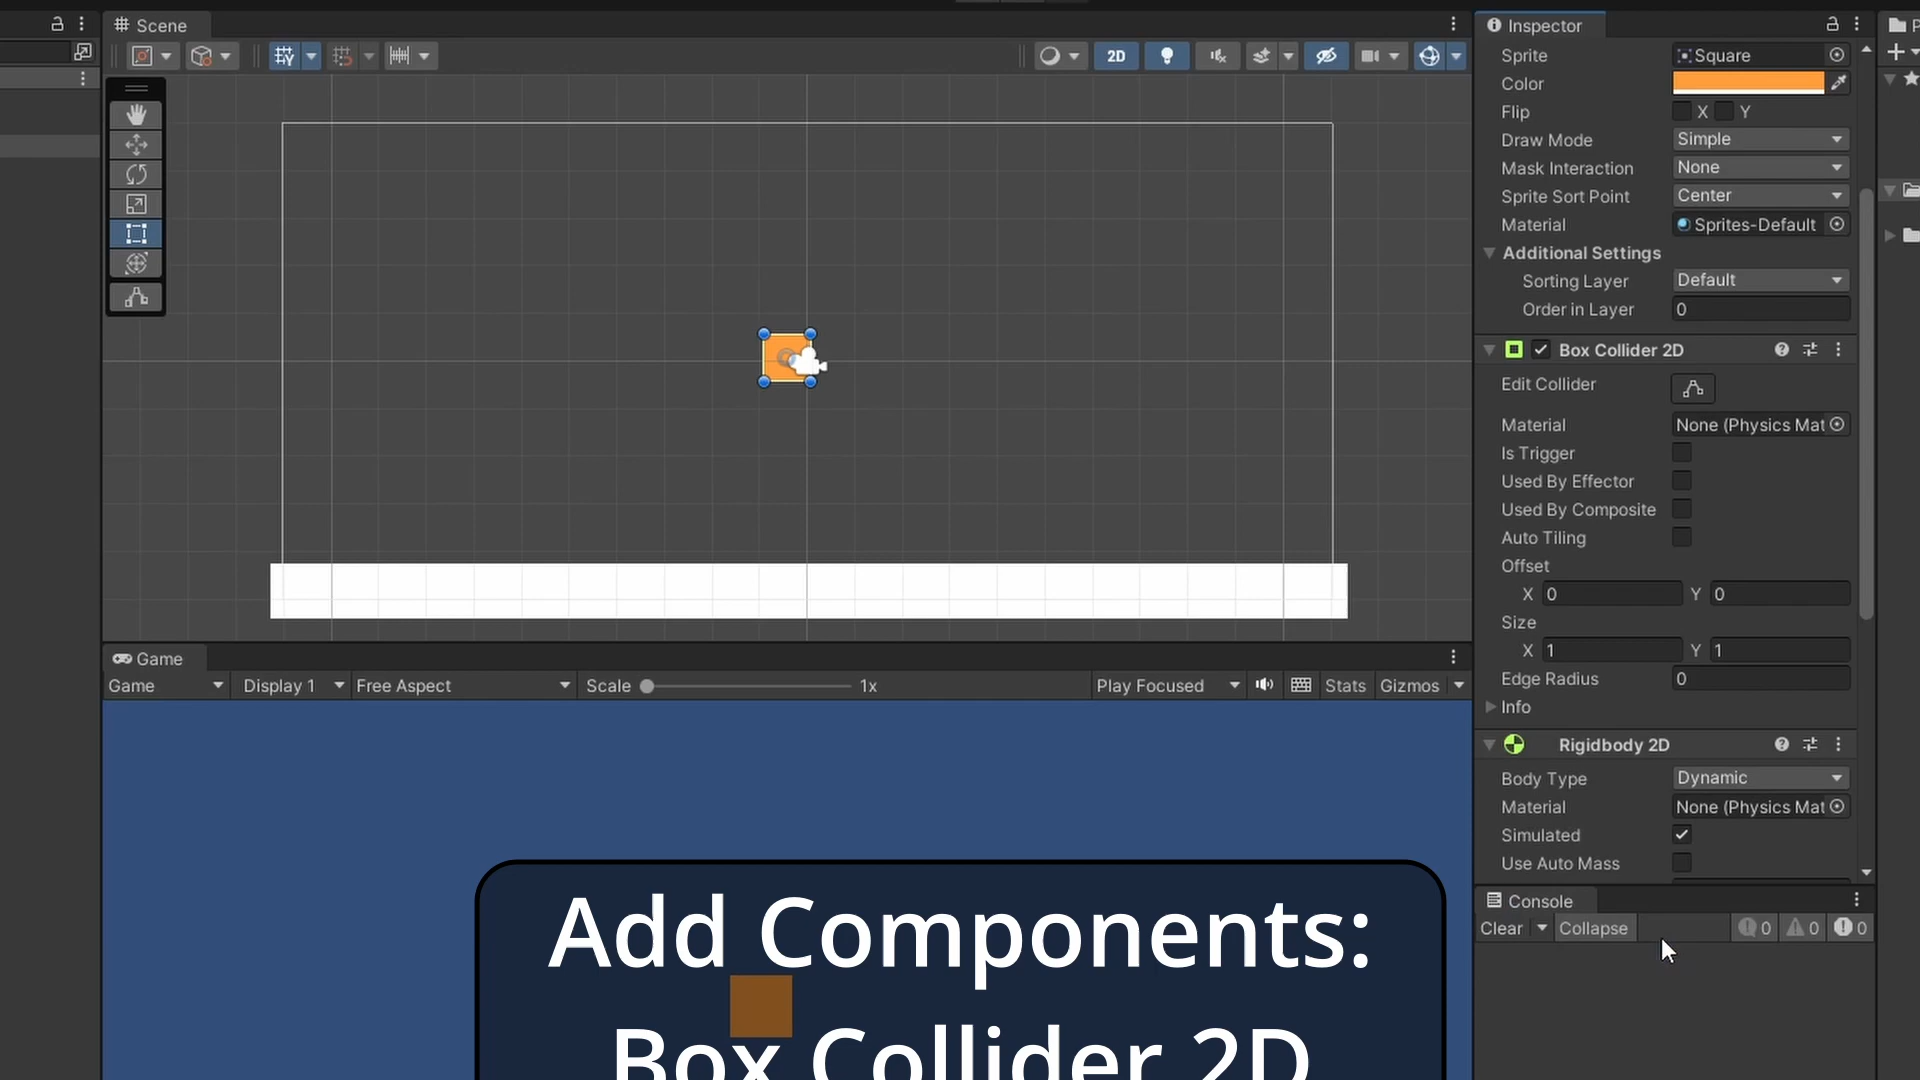 Scene
2D
Inspector
Sprite
Square
Color
Flip
X
Y
Draw Mode
Simple
Mask Interaction
None
Sprite Sort Point
Center
Material
Sprites-Default
Additional Settings
Sorting Layer
Default
Order in Layer
0
Box Collider 2D
Edit Collider
Material
None (Physics Mat
Is Trigger
Used By Effector
Used By Composite
Auto Tiling
Offset
X 0 Y 0
Size
X 1 Y 1
Edge Radius
0
Info
Rigidbody 2D
Body Type
Dynamic
Material
None (Physics Mat
Simulated
Use Auto Mass
Console
Clear
Collapse
0
0
0
Game
Game
Display 1
Free Aspect
Scale
1x
Play Focused
Stats
Gizmos
Add Components:
Box Collider 2D